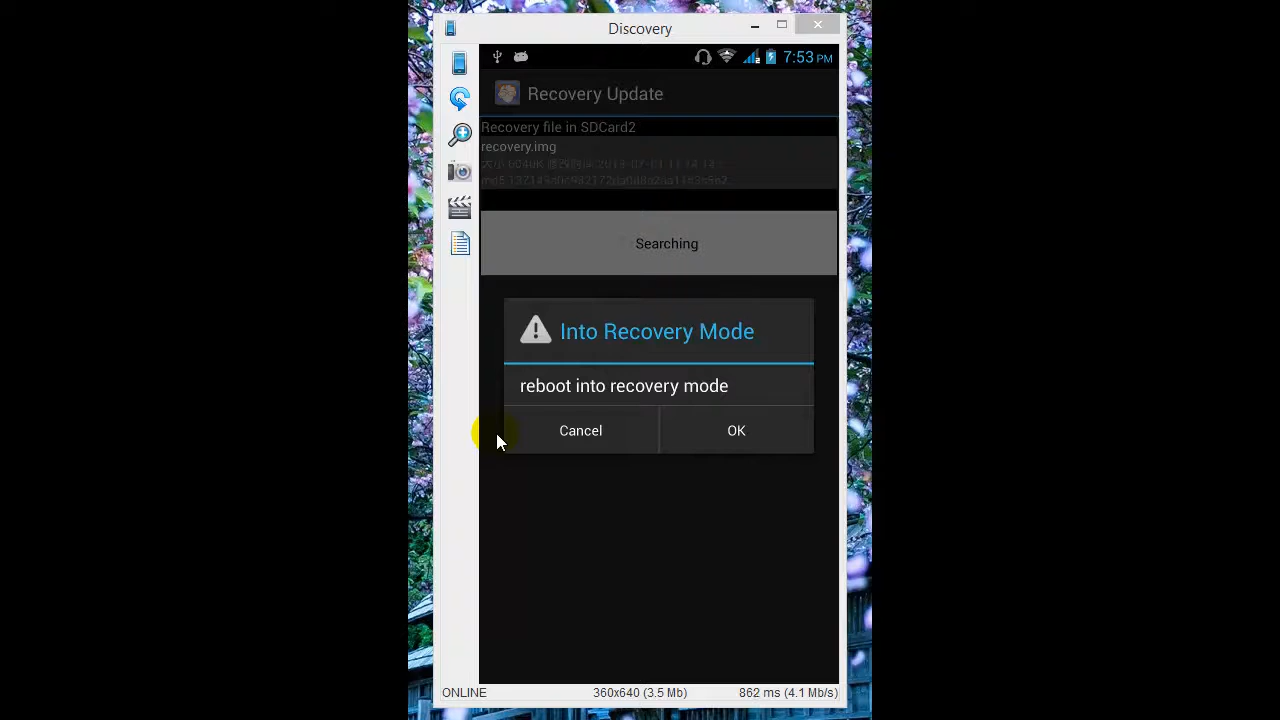 Discovery
7:53 PM
Recovery Update
Recovery file in SDCard2
recovery.img
Searching
Into Recovery Mode
reboot into recovery mode
Cancel
OK
ONLINE
360x640 (3.5 Mb)
862 ms (4.1 Mb/s)